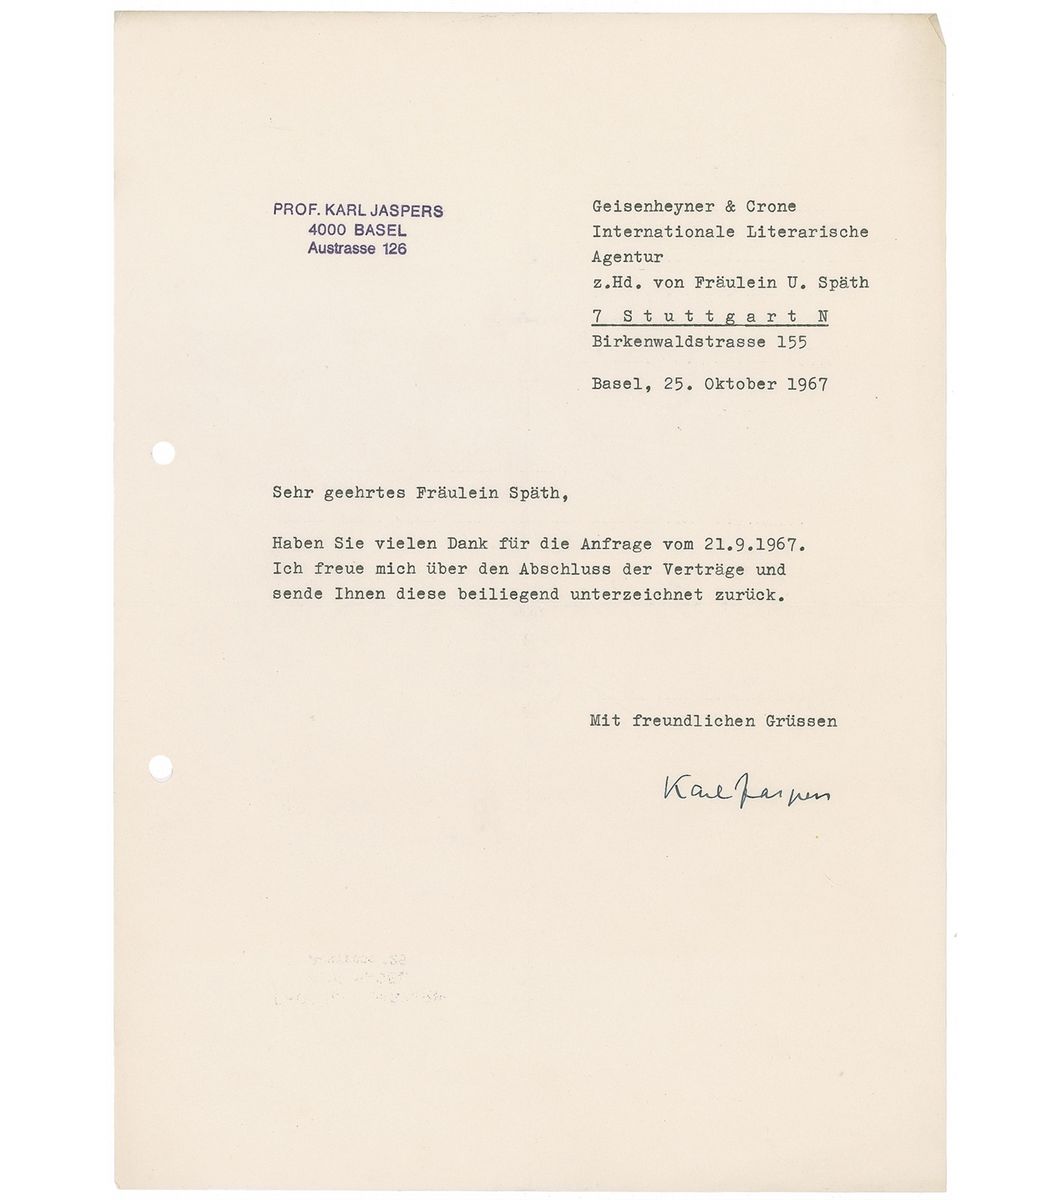 PROF. KARL JASPERS
4000 BASEL
Austrasse 126
Geisenheyner & Crone
Internationale Literarische
Agentur
z.Hd. von Fräulein U. Späth
7 S t u t t g a r t N
Birkenwaldstrasse 155
Basel, 25. Oktober 1967
Sehr geehrtes Fräulein Späth,
Haben Sie vielen Dank für die Anfrage vom 21.9.1967.
Ich freue mich über den Abschluss der Verträge und
sende Ihnen diese beiliegend unterzeichnet zurück.
Mit freundlichen Grüssen
Karl Jaspers